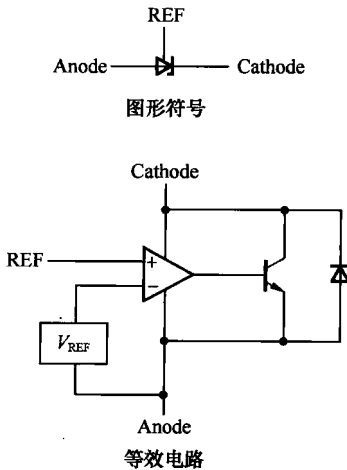 REF
Anode Cathode
图形符号
Cathode
REF
+
−
VREF
Anode
等效电路